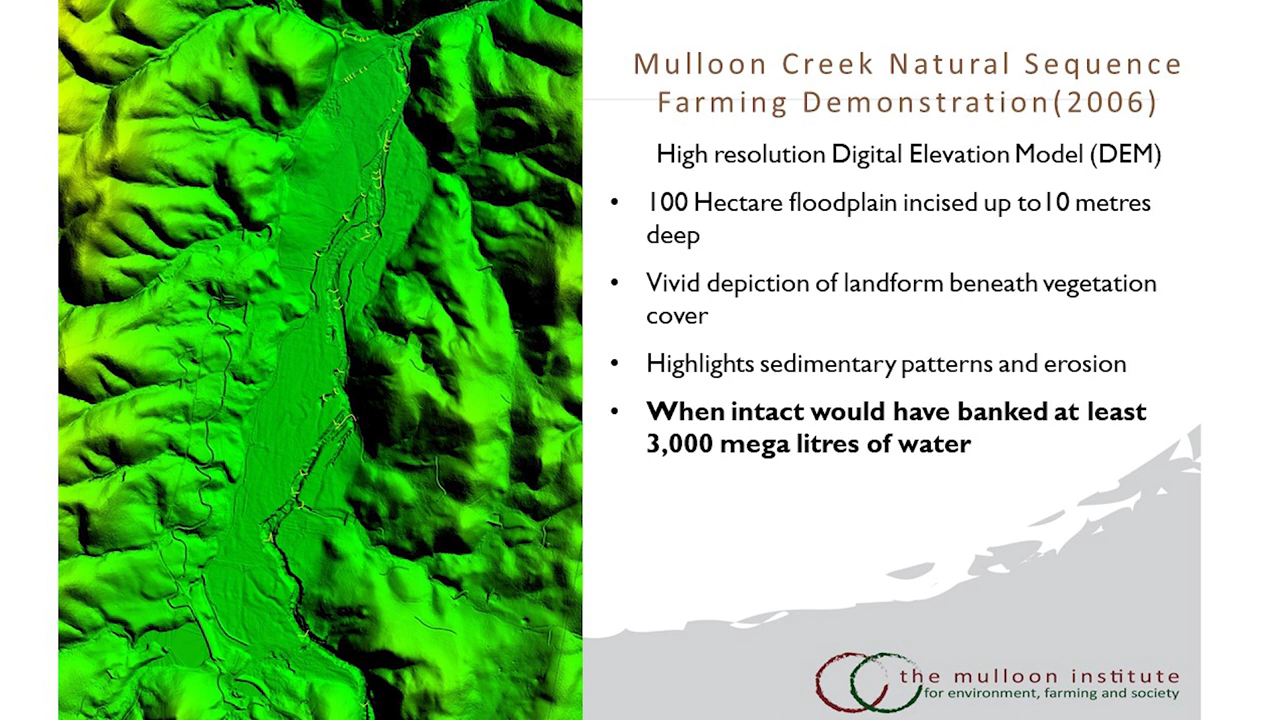 Mulloon Creek Natural Sequence
Farming Demonstration(2006)
High resolution Digital Elevation Model (DEM)
• 100 Hectare floodplain incised up to10 metres
deep
• Vivid depiction of landform beneath vegetation
cover
• Highlights sedimentary patterns and erosion
• When intact would have banked at least
3,000 mega litres of water
the mulloon institute
for environment, farming and society